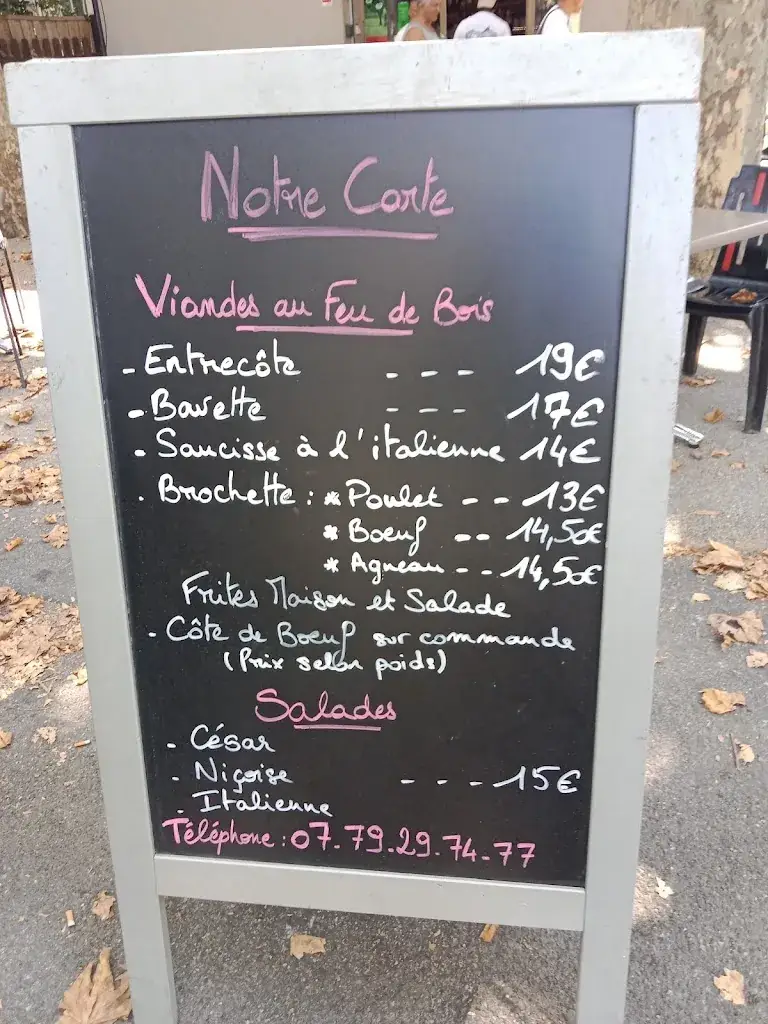 Notre Carte
Viandes au Feu de Bois
- Entrecôte - - - 19€
- Bavette - - - 17€
- Saucisse à l'italienne 14€
. Brochette : * Poulet - - 13€
* Boeuf -- 14,50€
* Agneau -- 14,50€
Frites Maison et Salade
. Côte de Boeuf sur commande
(Prix selon poids)
Salades
- César
- Niçoise - - - 15€
. Italienne
Téléphone : 07.79.29.74.77